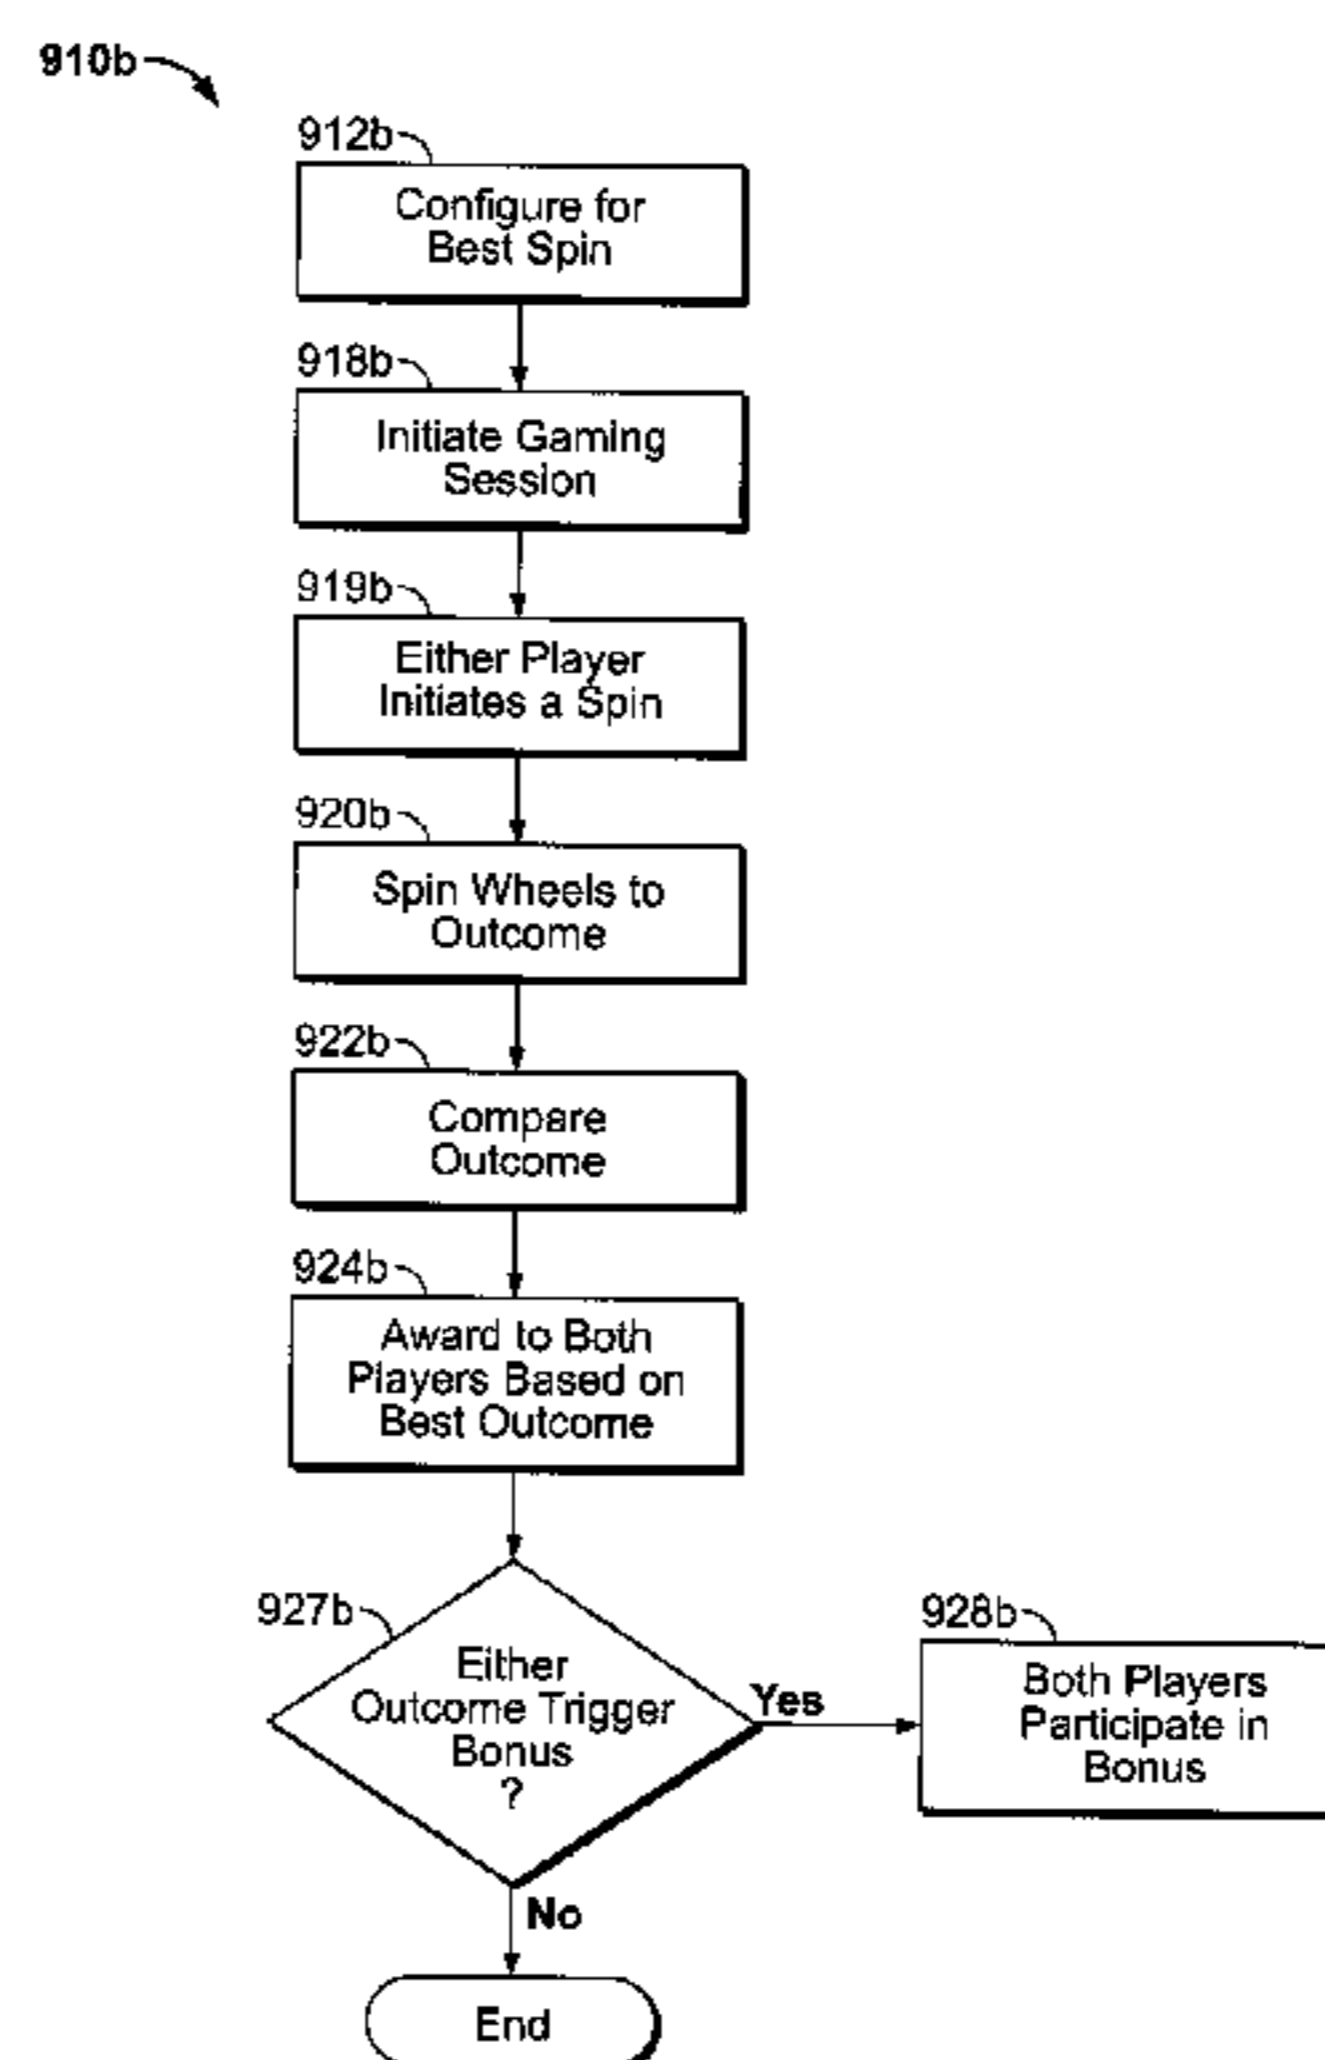 910b
912b
Configure for
Best Spin
918b
Initiate Gaming
Session
919b
Either Player
Initiates a Spin
920b
Spin Wheels to
Outcome
922b
Compare
Outcome
924b
Award to Both
Players Based on
Best Outcome
927b
Either
Outcome Trigger
Bonus
?
Yes
928b
Both Players
Participate in
Bonus
No
End